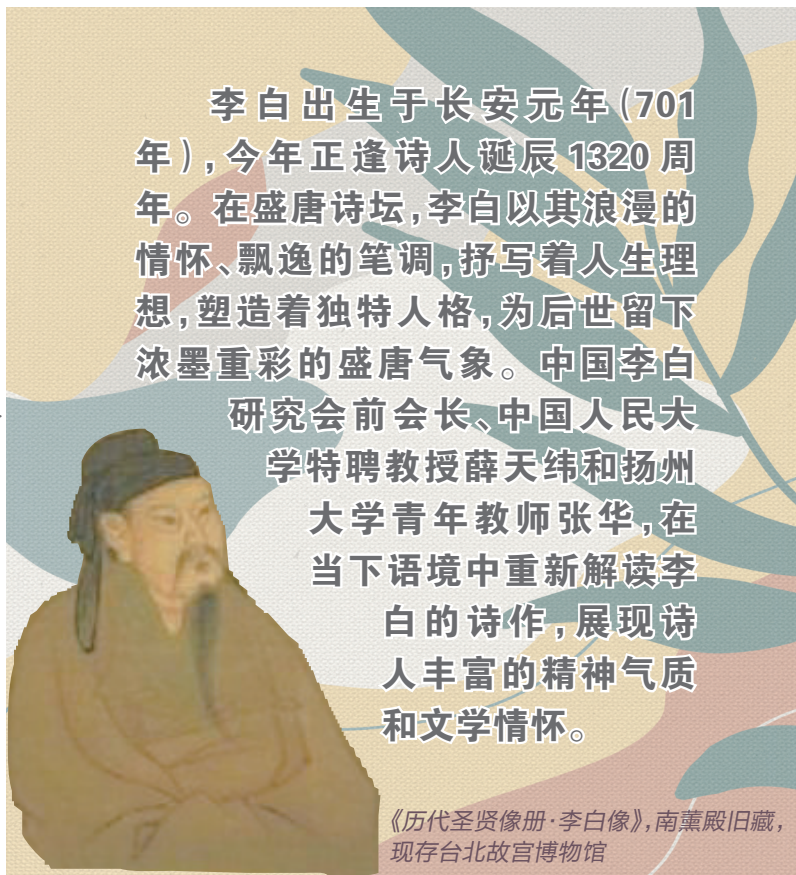 李白出生于长安元年(701
年),今年正逢诗人诞辰1320周
年。在盛唐诗坛,李白以其浪漫的
情怀、飘逸的笔调,抒写着人生理
想,塑造着独特人格,为后世留下
浓墨重彩的盛唐气象。中国李白
研究会前会长、中国人民大
学特聘教授薛天纬和扬州
大学青年教师张华,在
当下语境中重新解读李
白的诗作,展现诗
人丰富的精神气质
和文学情怀。
《历代圣贤像册·李白像》,南薰殿旧藏,
现存台北故宫博物馆